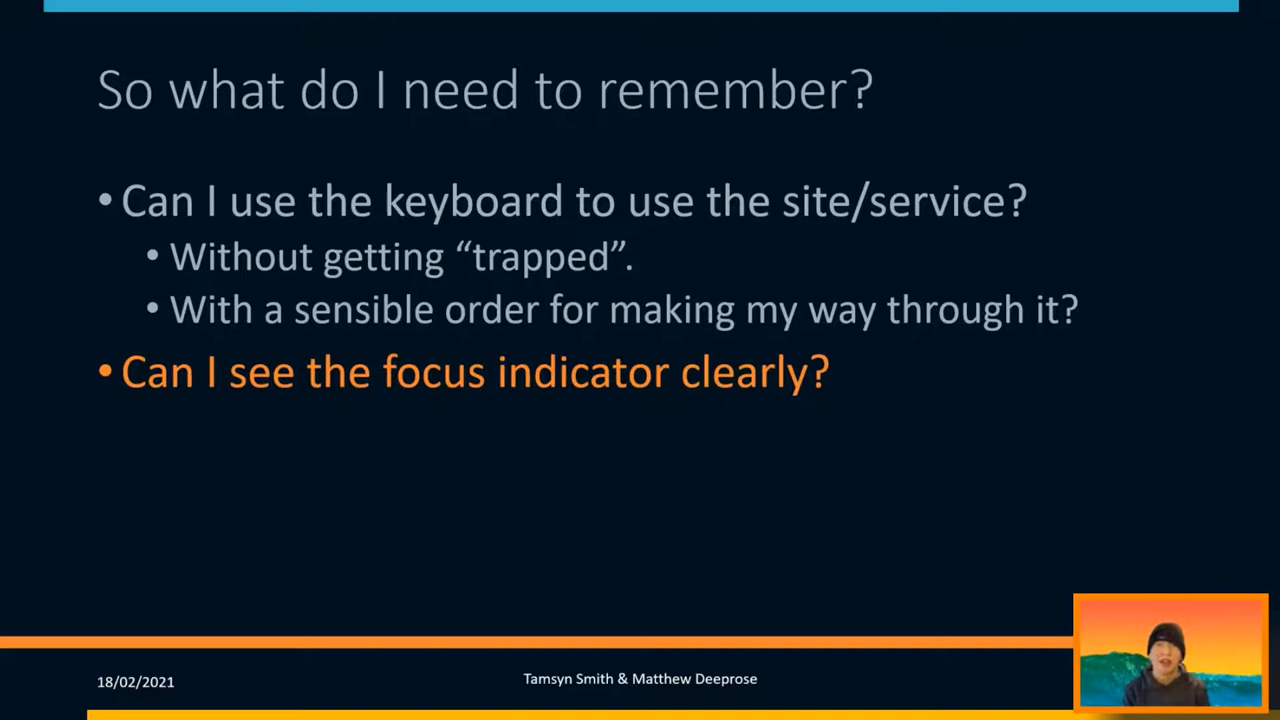 So what do I need to remember?
• Can I use the keyboard to use the site/service?
• Without getting “trapped”.
• With a sensible order for making my way through it?
• Can I see the focus indicator clearly?
18/02/2021
Tamsyn Smith & Matthew Deeprose